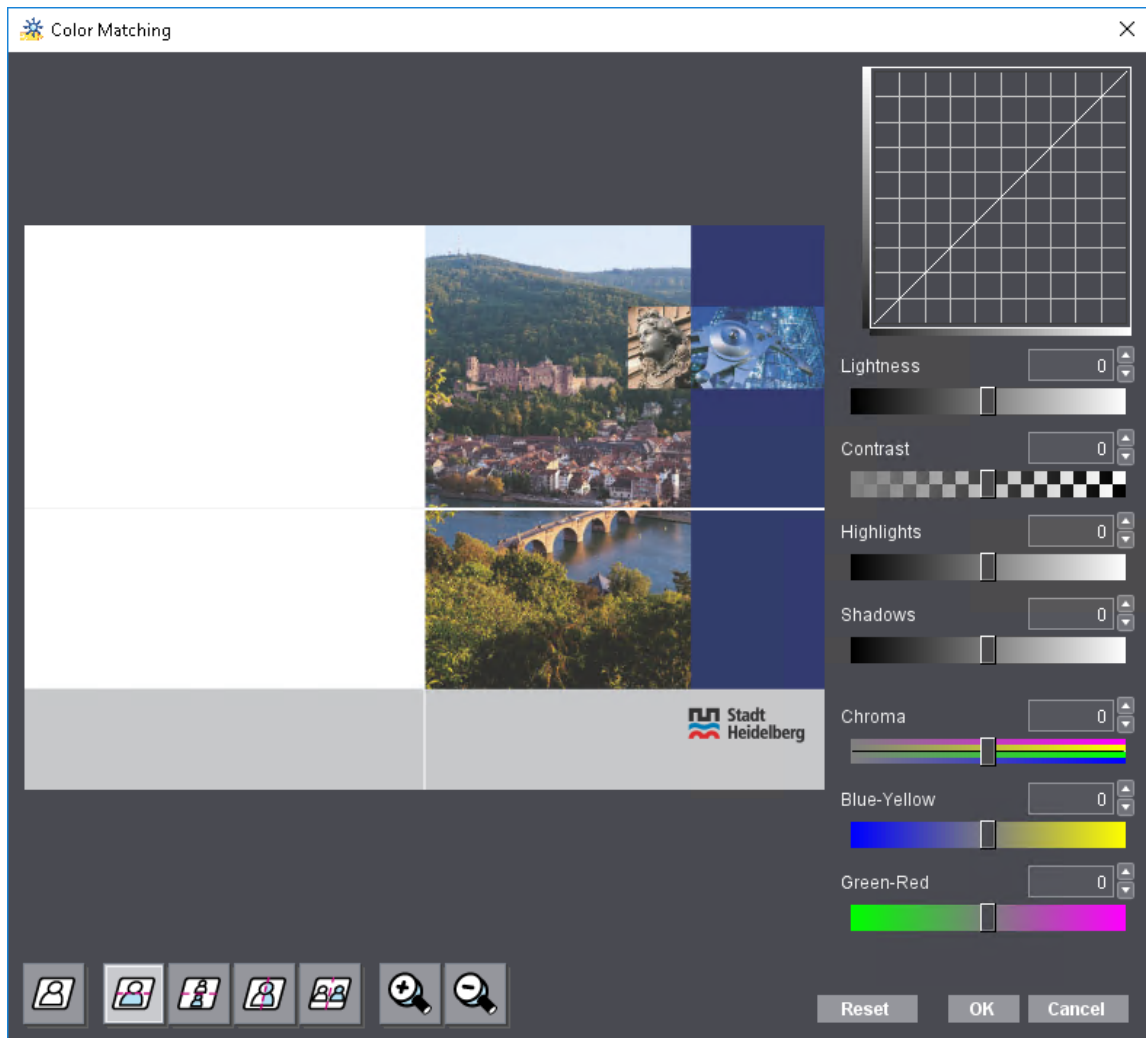 Color Matching
Lightness
0
Contrast
0
Highlights
0
Shadows
0
Stadt
Heidelberg
Chroma
0
Blue-Yellow
0
Green-Red
0
Reset
OK
Cancel